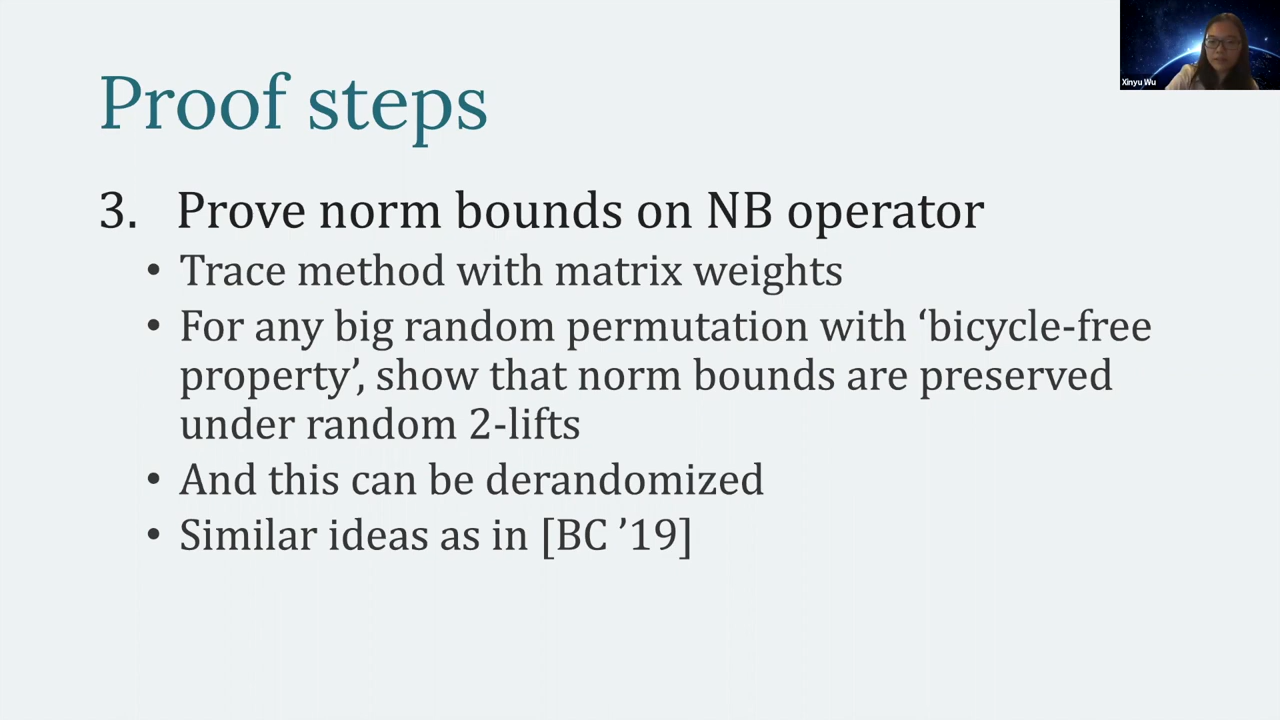 Xinyu Wu
Proof steps
3. Prove norm bounds on NB operator
• Trace method with matrix weights
• For any big random permutation with ‘bicycle-free
property’, show that norm bounds are preserved
under random 2-lifts
• And this can be derandomized
• Similar ideas as in [BC ’19]